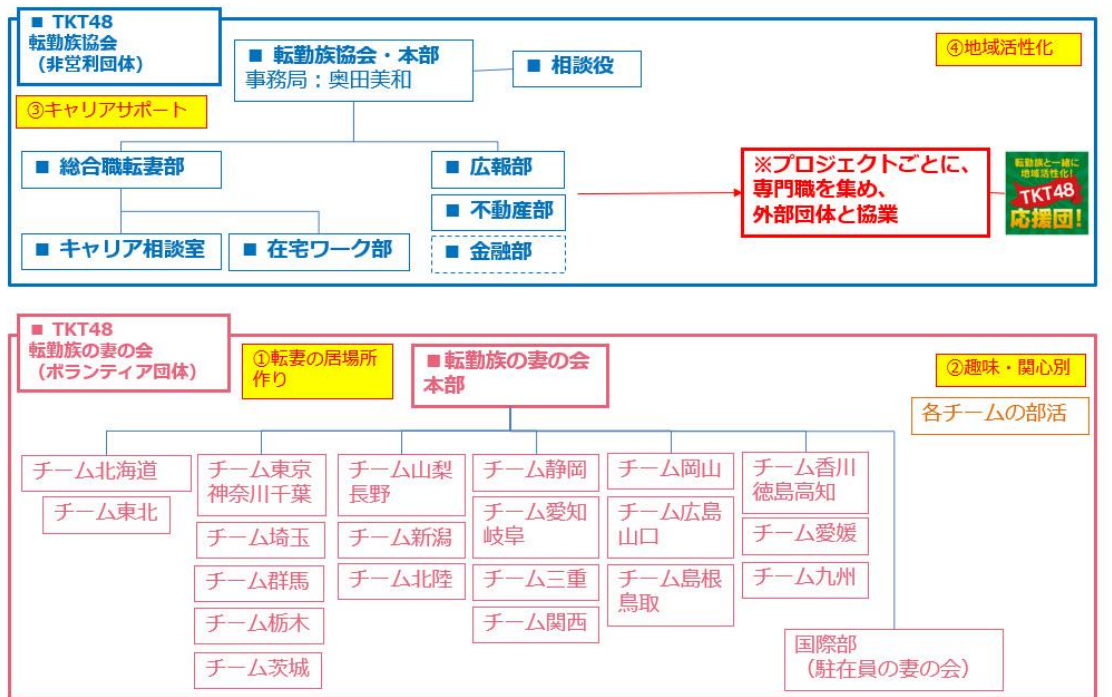 ■ TKT48
転勤族協会
（非営利団体）
■ 転勤族協会・本部
事務局：奥田美和
■ 相談役
④地域活性化
③キャリアサポート
■ 総合職転妻部
■ 広報部
■ 不動産部
■ 金融部
■ キャリア相談室
■ 在宅ワーク部
※プロジェクトごとに、
専門職を集め、
外部団体と協業
転勤族と一緒に
地域活性化!
TKT48
応援団!
■ TKT48
転勤族の妻の会
（ボランティア団体）
①転妻の居場所
作り
■転勤族の妻の会
本部
②趣味・関心別
各チームの部活
チーム北海道
チーム東北
チーム東京
神奈川千葉
チーム埼玉
チーム群馬
チーム栃木
チーム茨城
チーム山梨
長野
チーム新潟
チーム北陸
チーム静岡
チーム愛知
岐阜
チーム三重
チーム関西
チーム岡山
チーム広島
山口
チーム島根
鳥取
チーム香川
徳島高知
チーム愛媛
チーム九州
国際部
（駐在員の妻の会）